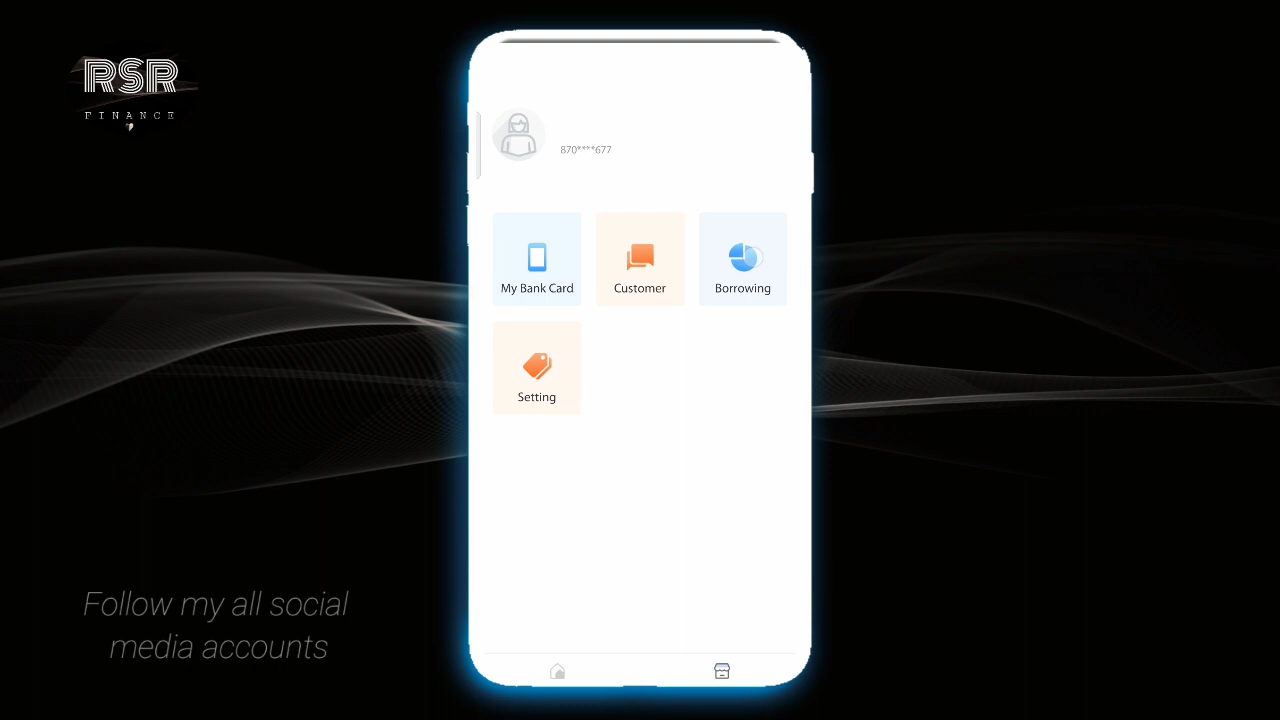 RSR
FINANCE
870****677
My Bank Card
Customer
Borrowing
Setting
Follow my all social
media accounts